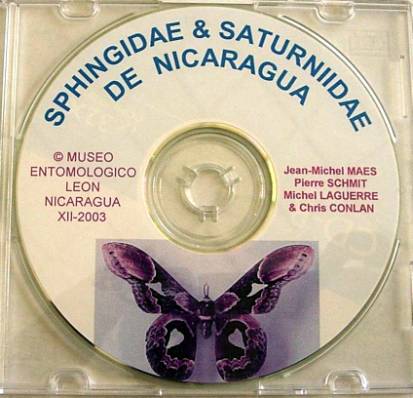 SPHINGIDAE & SATURNIIDAE
DE NICARAGUA
© MUSEO
ENTOMOLOGICO
LEON
NICARAGUA
XII-2003
Jean-Michel MAES
Pierre SCHMIT
Michel LAGUERRE
& Chris CONLAN